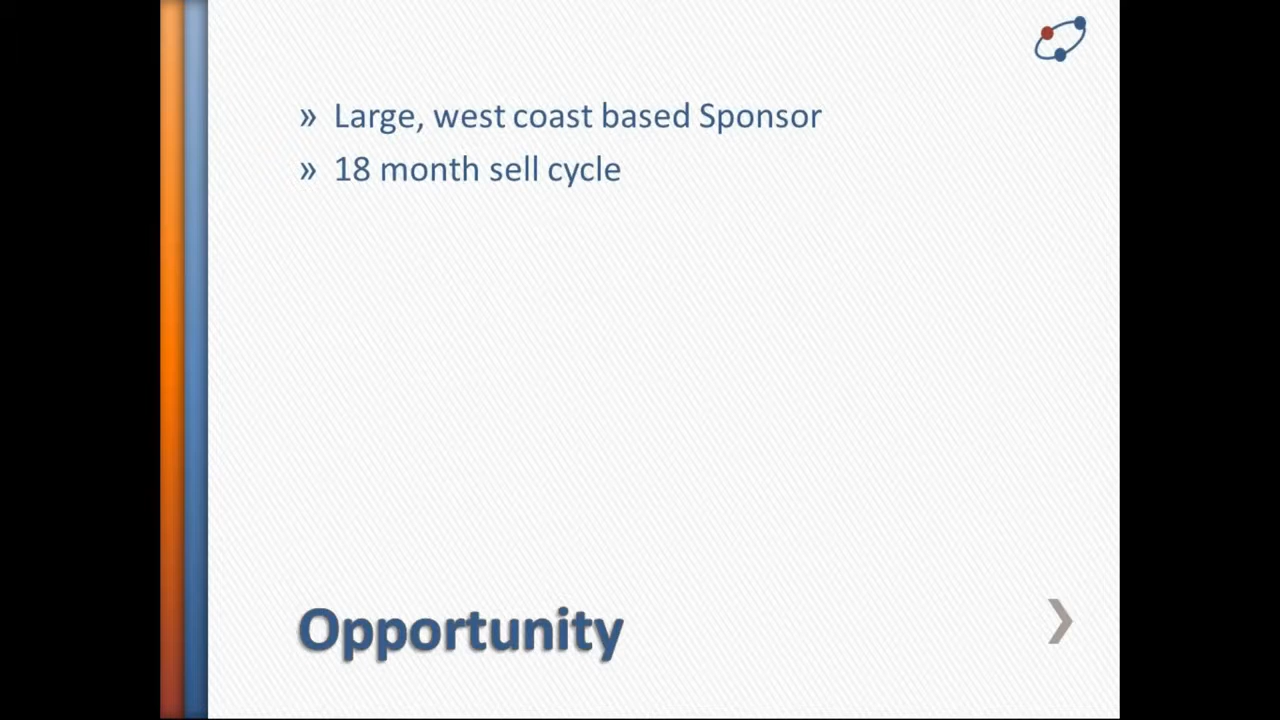 » Large, west coast based Sponsor
» 18 month sell cycle
Opportunity